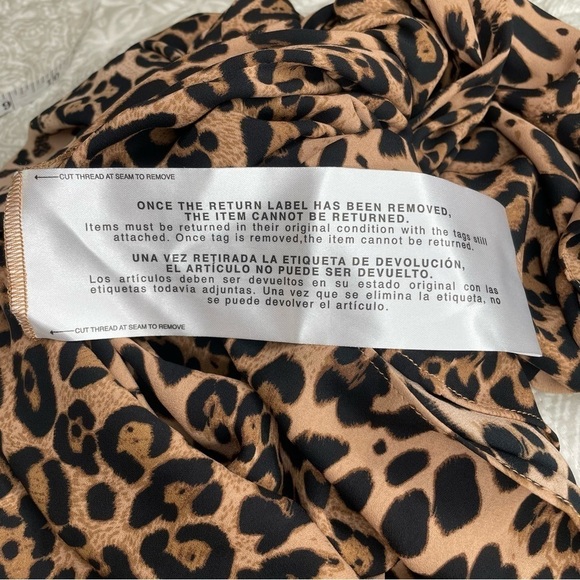 CUT THREAD AT SEAM TO REMOVE
ONCE THE RETURN LABEL HAS BEEN REMOVED,
THE ITEM CANNOT BE RETURNED.
Items must be returned in their original condition with the tags still
attached. Once tag is removed,the item cannot be returned.
UNA VEZ RETIRADA LA ETIQUETA DE DEVOLUCIÓN,
EL ARTÍCULO NO PUEDE SER DEVUELTO.
Los articulos deben ser devueltos en su estado original con las
etiquetas todavía adjuntas. Una vez que se elimina la etiqueta, no
se puede devolver el artículo.
CUT THREAD AT SEAM TO REMOVE